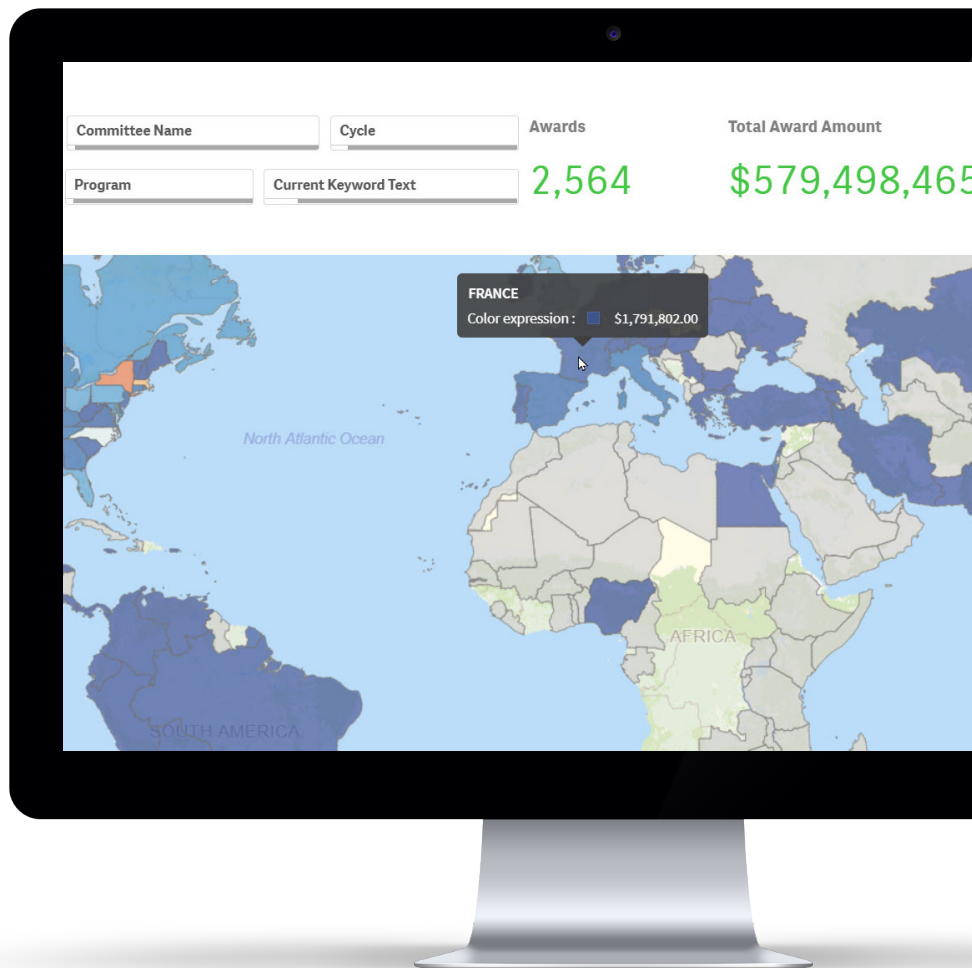 Committee Name
Cycle
Awards
Total Award Amount
Program
Current Keyword Text
2,564
$579,498,465
FRANCE
Color expression : $1,791,802.00
North Atlantic Ocean
AFRICA
SOUTH AMERICA